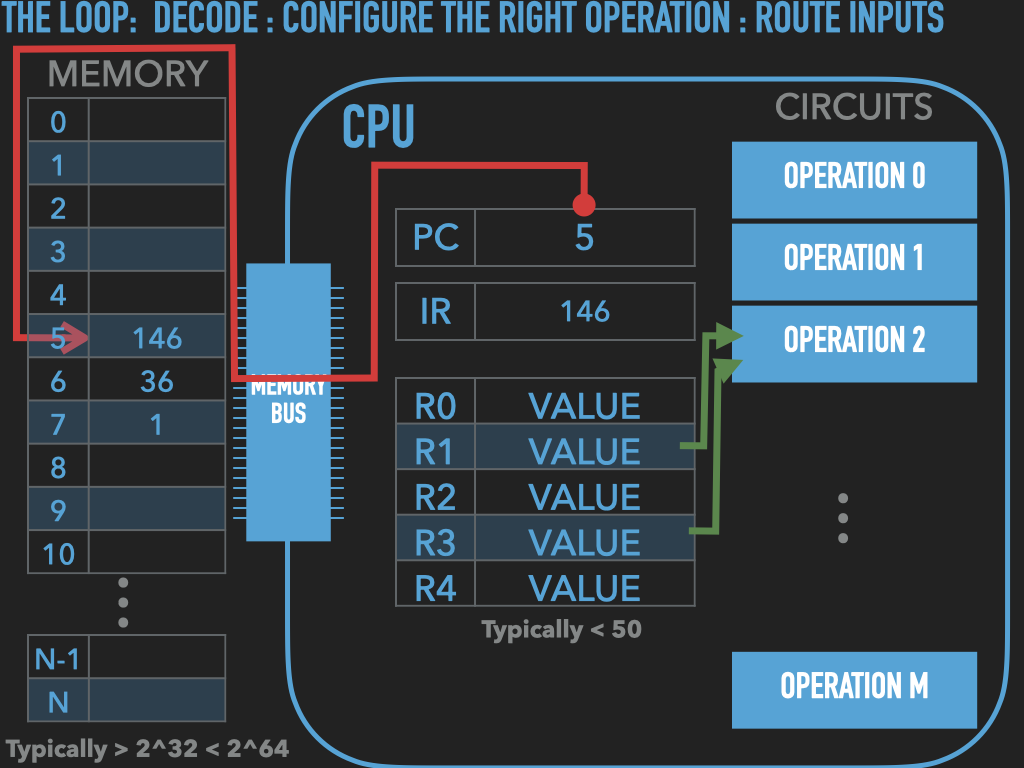 THE LOOP: DECODE : CONFIGURE THE RIGHT OPERATION : ROUTE INPUTS
MEMORY
0
1
2
3
4
5 146
6 36
7 1
8
9
10
N-1
N
Typically > 2^32 < 2^64
MEMORY
BUS
CPU
PC 5
IR 146
R0 VALUE
R1 VALUE
R2 VALUE
R3 VALUE
R4 VALUE
Typically < 50
CIRCUITS
OPERATION 0
OPERATION 1
OPERATION 2
OPERATION M